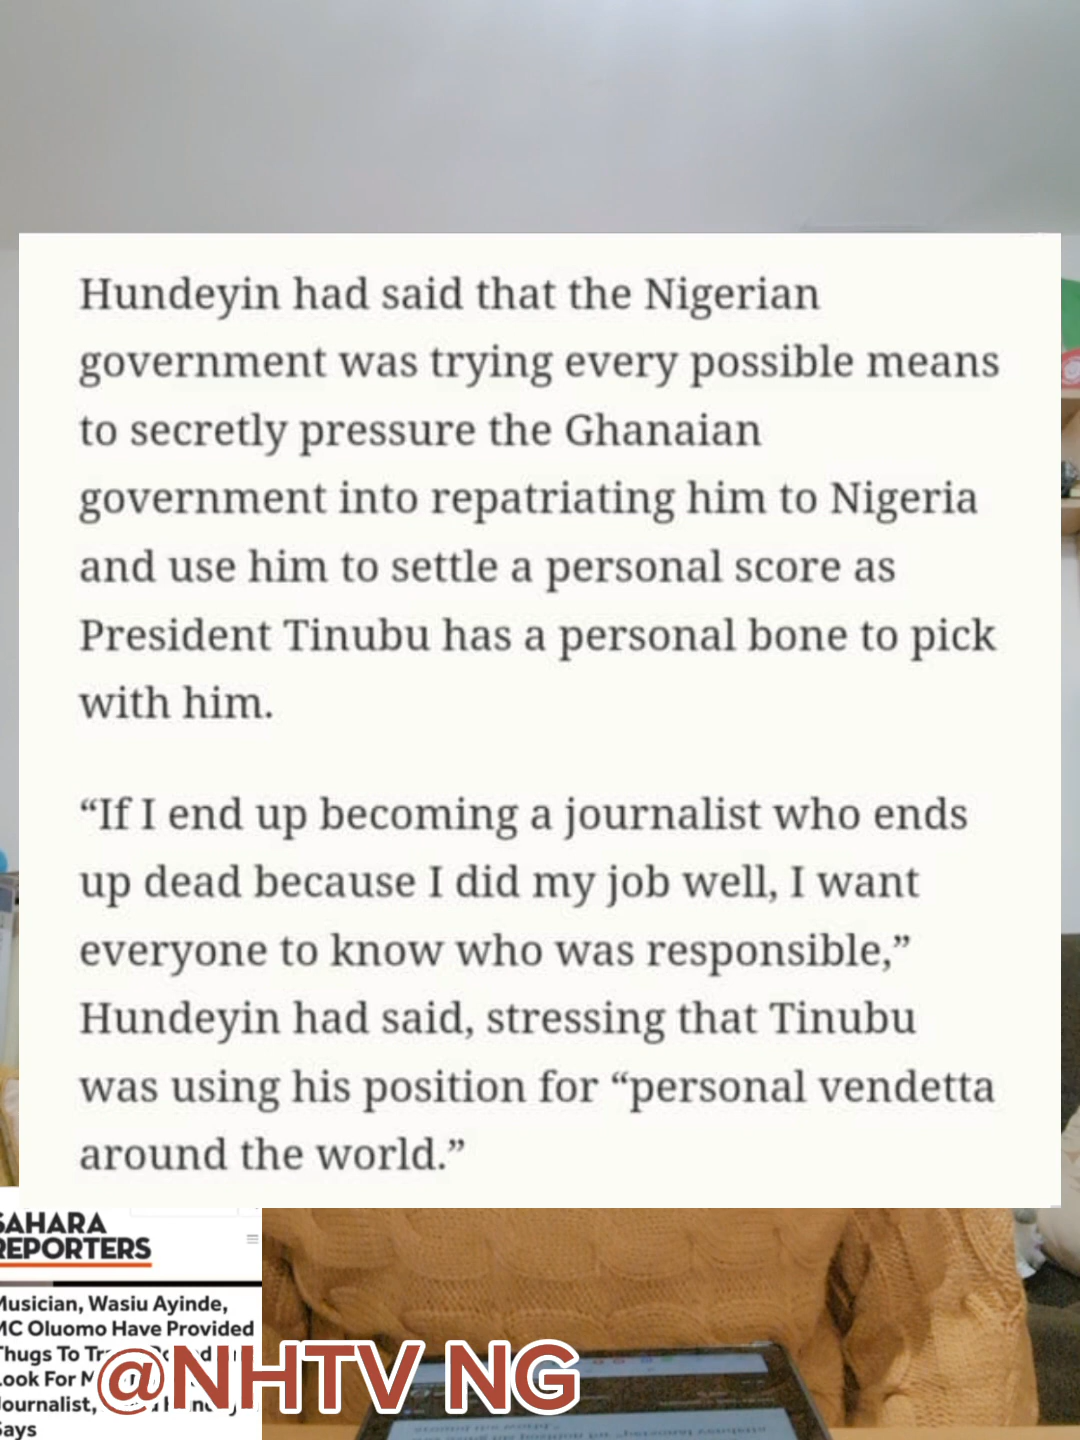 Hundeyin had said that the Nigerian
government was trying every possible means
to secretly pressure the Ghanaian
government into repatriating him to Nigeria
and use him to settle a personal score as
President Tinubu has a personal bone to pick
with him.
“If I end up becoming a journalist who ends
up dead because I did my job well, I want
everyone to know who was responsible,”
Hundeyin had said, stressing that Tinubu
was using his position for “personal vendetta
around the world.”
SAHARA
REPORTERS
Musician, Wasiu Ayinde,
MC Oluomo Have Provided
Thugs To
Look For
Journalist,
Says
@NHTV NG